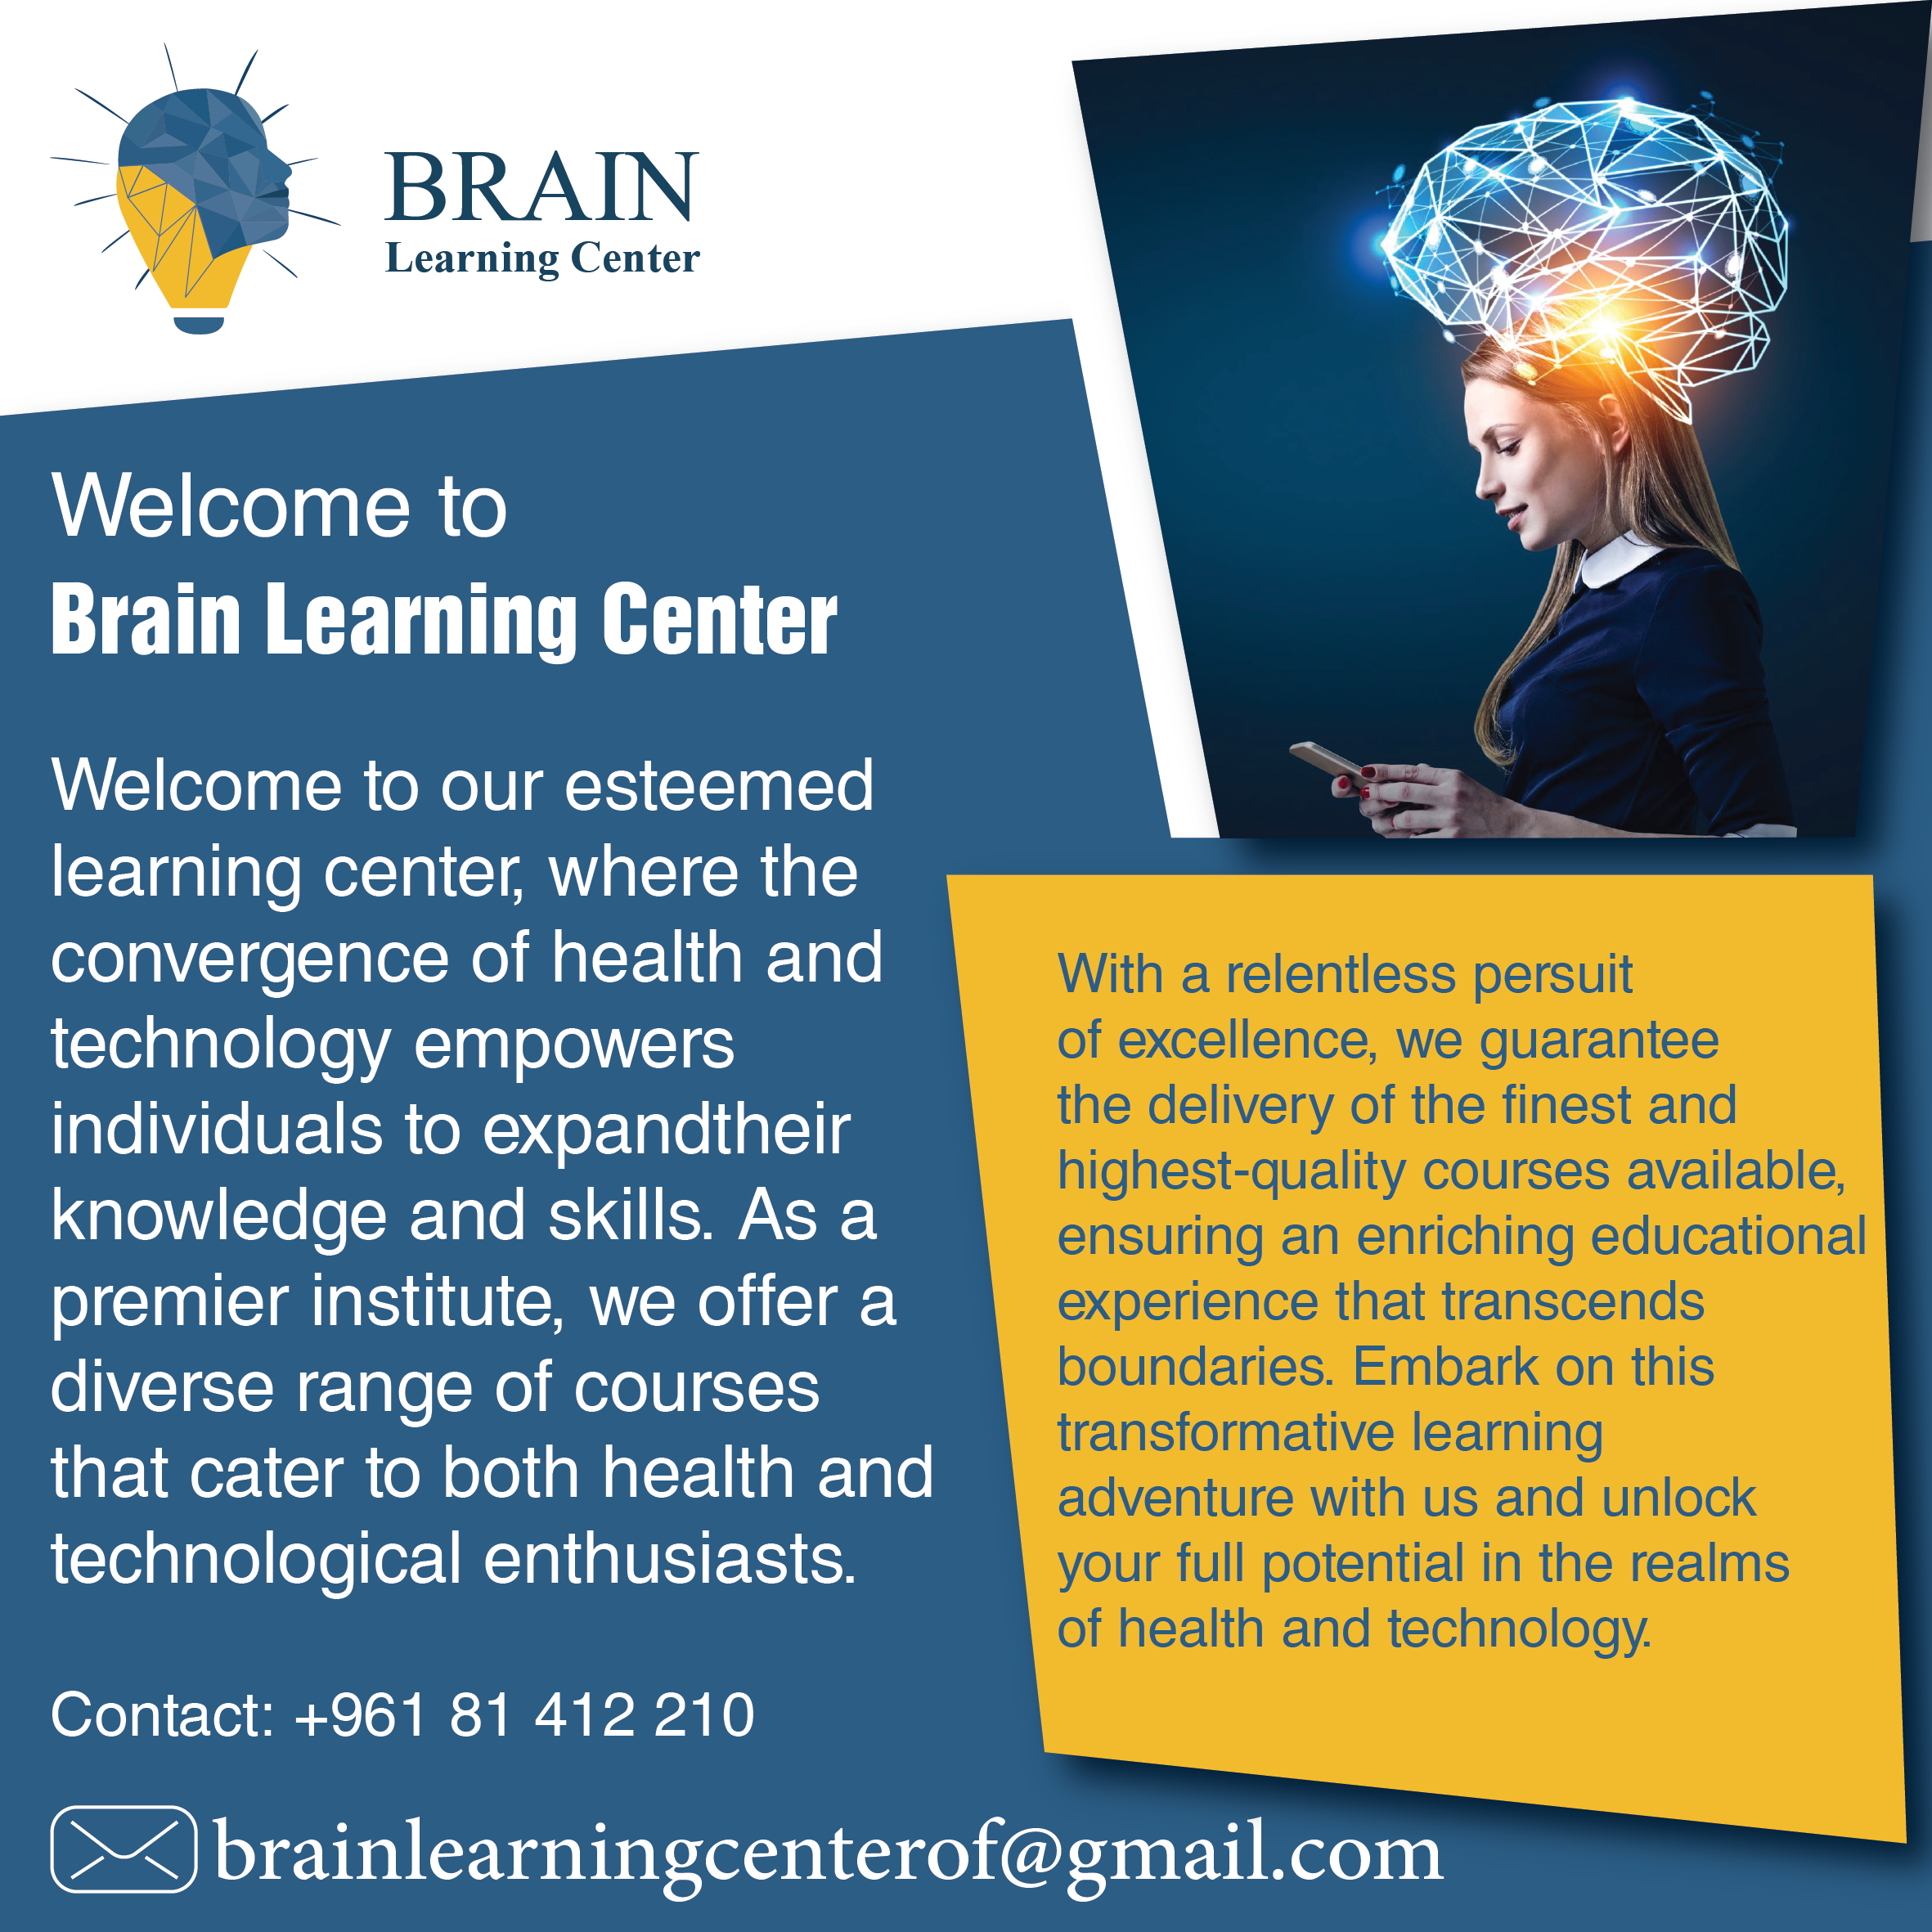 BRAIN
Learning Center
Welcome to
Brain Learning Center
Welcome to our esteemed
learning center, where the
convergence of health and
technology empowers
individuals to expandtheir
knowledge and skills. As a
premier institute, we offer a
diverse range of courses
that cater to both health and
technological enthusiasts.
With a relentless persuit
of excellence, we guarantee
the delivery of the finest and
highest-quality courses available,
ensuring an enriching educational
experience that transcends
boundaries. Embark on this
transformative learning
adventure with us and unlock
your full potential in the realms
of health and technology.
Contact: +961 81 412 210
brainlearningcenterof@gmail.com